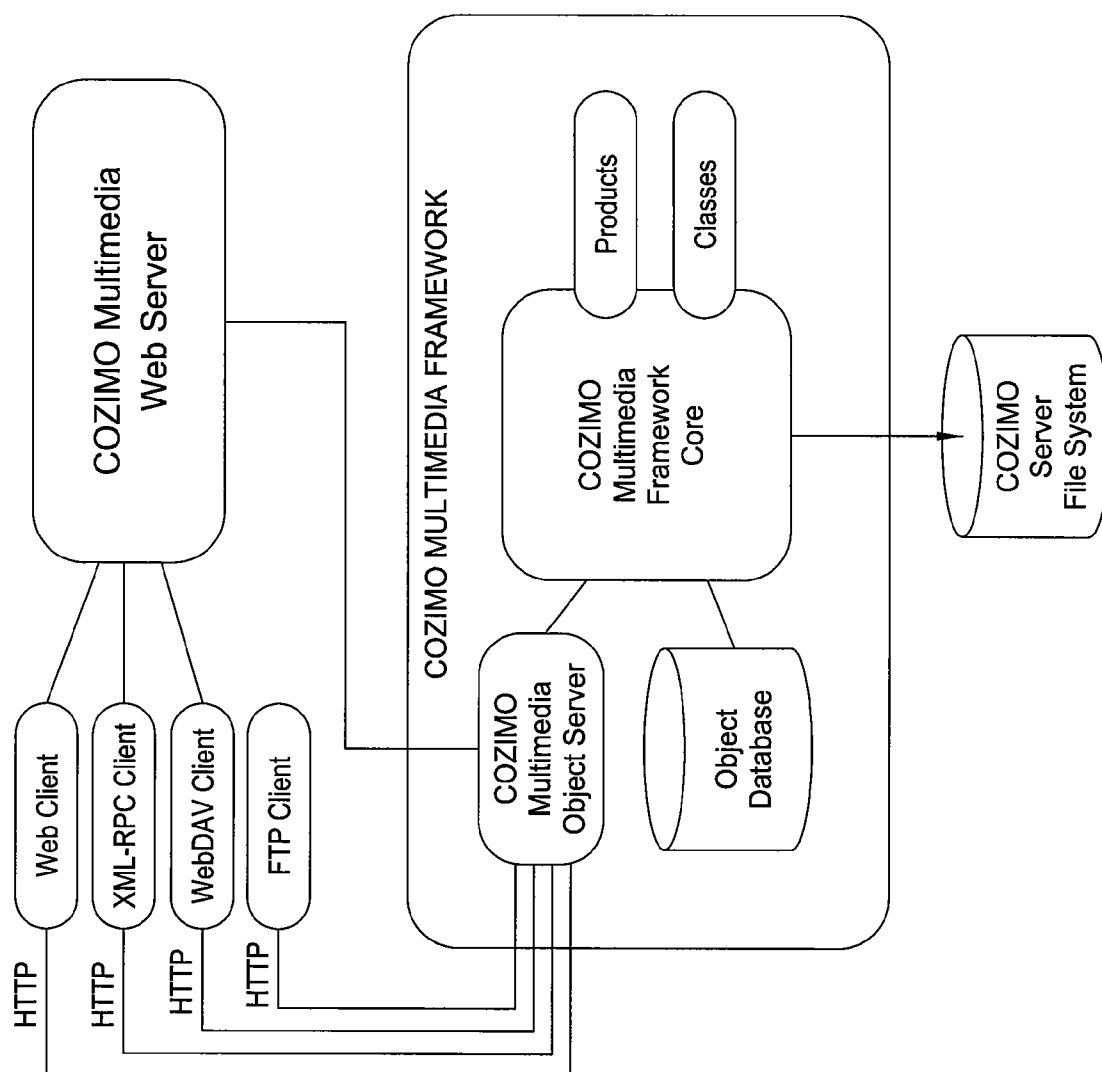 HTTP
Web Client
HTTP
XML-RPC Client
HTTP
WebDAV Client
HTTP
FTP Client
COZIMO Multimedia
Web Server
COZIMO MULTIMEDIA FRAMEWORK
COZIMO
Multimedia
Object Server
Object
Database
COZIMO
Multimedia
Framework
Core
Products
Classes
COZIMO
Server
File System